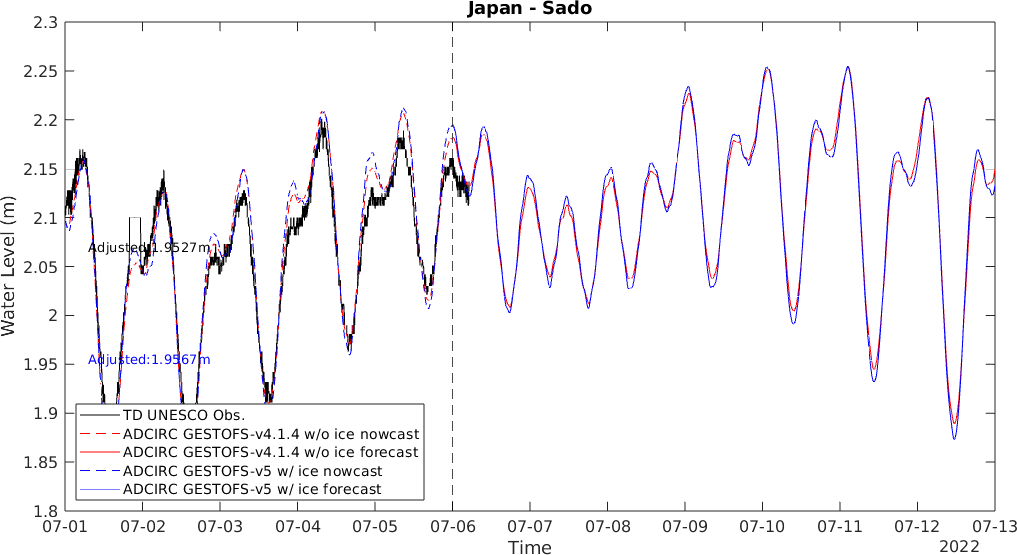 Japan - Sado
Water Level (m)
2.3
2.25
2.2
2.15
2.1
2.05
2
1.95
1.9
1.85
1.8
Adjusted:1.9527m
Adjusted:1.9567m
TD UNESCO Obs.
ADCIRC GESTOFS-v4.1.4 w/o ice nowcast
ADCIRC GESTOFS-v4.1.4 w/o ice forecast
ADCIRC GESTOFS-v5 w/ ice nowcast
ADCIRC GESTOFS-v5 w/ ice forecast
07-01 07-02 07-03 07-04 07-05 07-06 07-07 07-08 07-09 07-10 07-11 07-12 07-13
2022
Time